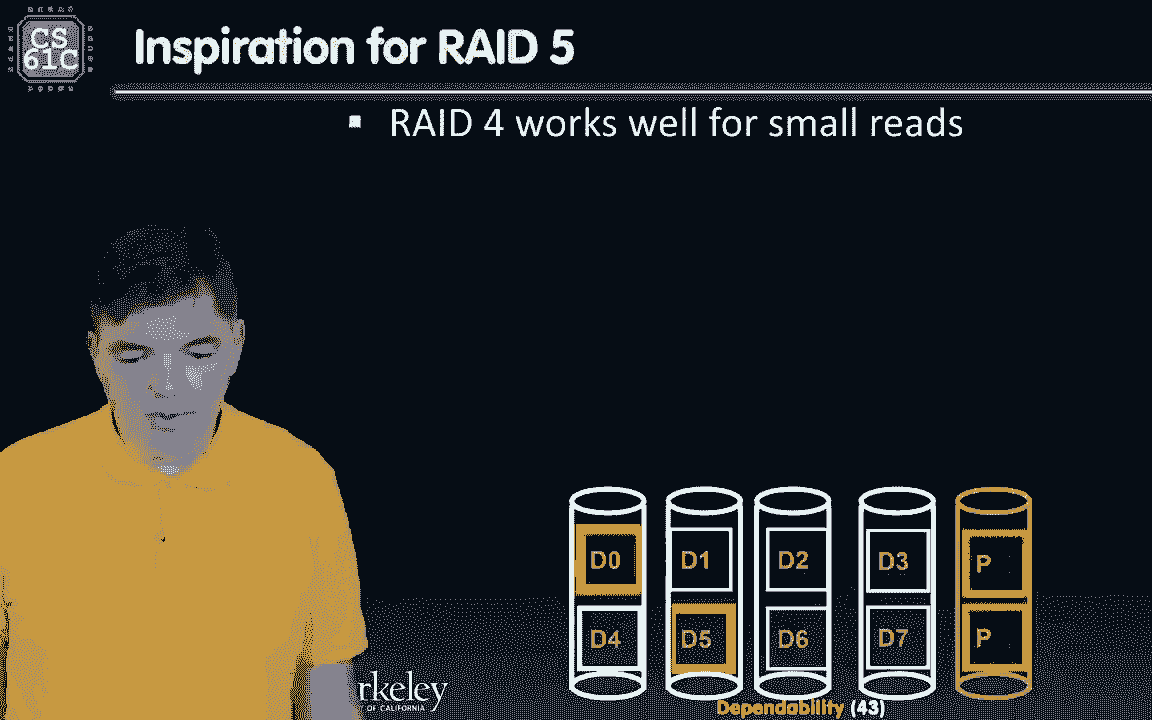 CS
61C
Inspiration for RAID 5
▪ RAID 4 works well for small reads
D0 D1 D2 D3 P
D4 D5 D6 D7 P
rkeley
OF CALIFORNIA
Dependability (43)